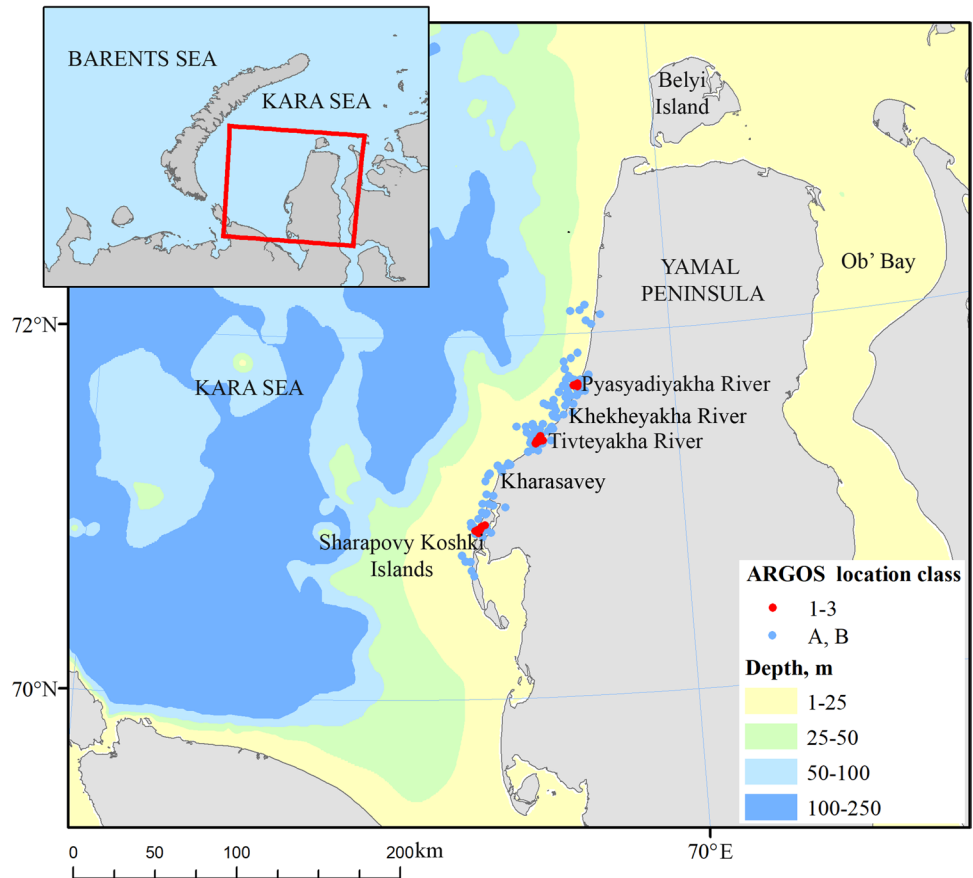 BARENTS SEA
KARA SEA
Belyi
Island
YAMAL
PENINSULA
Ob’ Bay
72°N
KARA SEA
Pyasyadiyakha River
Khekheyakha River
Tivteyakha River
Kharasavey
Sharapovy Koshki
Islands
ARGOS location class
1-3
A, B
Depth, m
1-25
25-50
50-100
100-250
70°N
70°E
0 50 100 200km